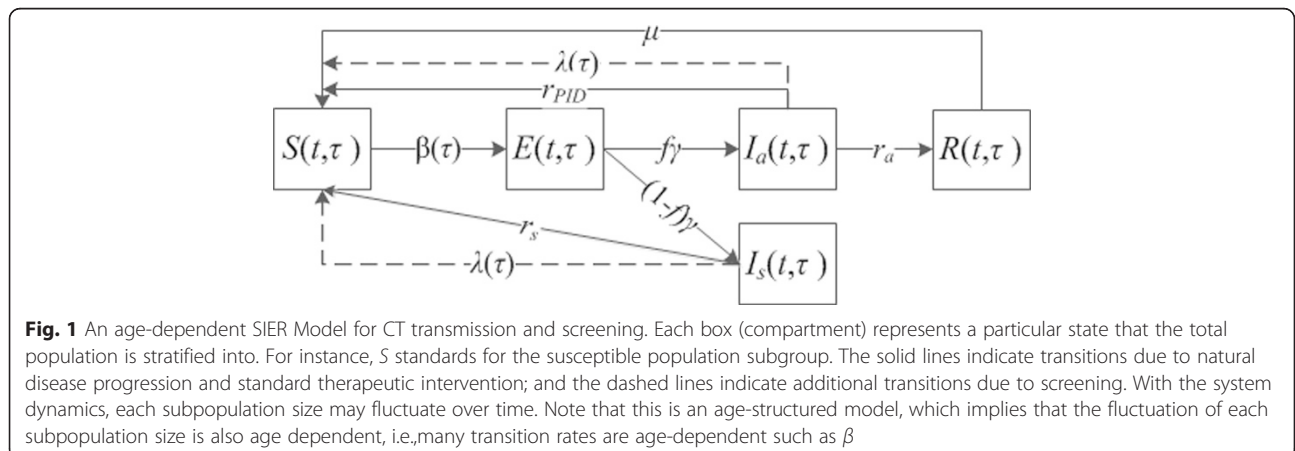 μ
λ(τ)
r_PID
S(t,τ) β(τ) E(t,τ) fγ I_a(t,τ) r_a R(t,τ)
(1-f)γ
r_s
λ(τ) I_s(t,τ)
Fig. 1 An age-dependent SIER Model for CT transmission and screening. Each box (compartment) represents a particular state that the total
population is stratified into. For instance, S standards for the susceptible population subgroup. The solid lines indicate transitions due to natural
disease progression and standard therapeutic intervention; and the dashed lines indicate additional transitions due to screening. With the system
dynamics, each subpopulation size may fluctuate over time. Note that this is an age-structured model, which implies that the fluctuation of each
subpopulation size is also age dependent, i.e.,many transition rates are age-dependent such as β